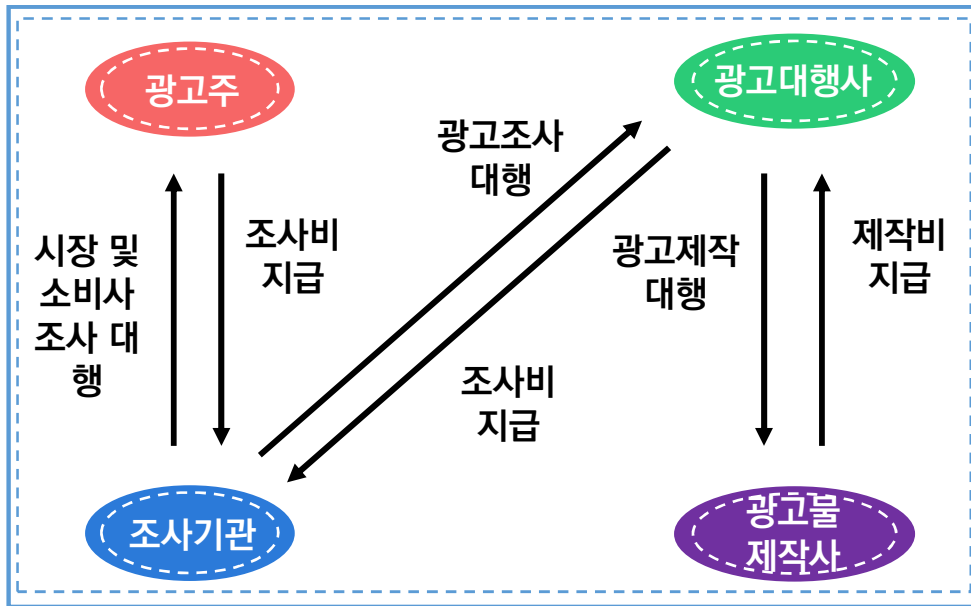 광고주
광고대행사
광고조사
대행
시장 및
소비사
조사 대
행
조사비
지급
광고제작
대행
제작비
지급
조사비
지급
조사기관
광고물
제작사